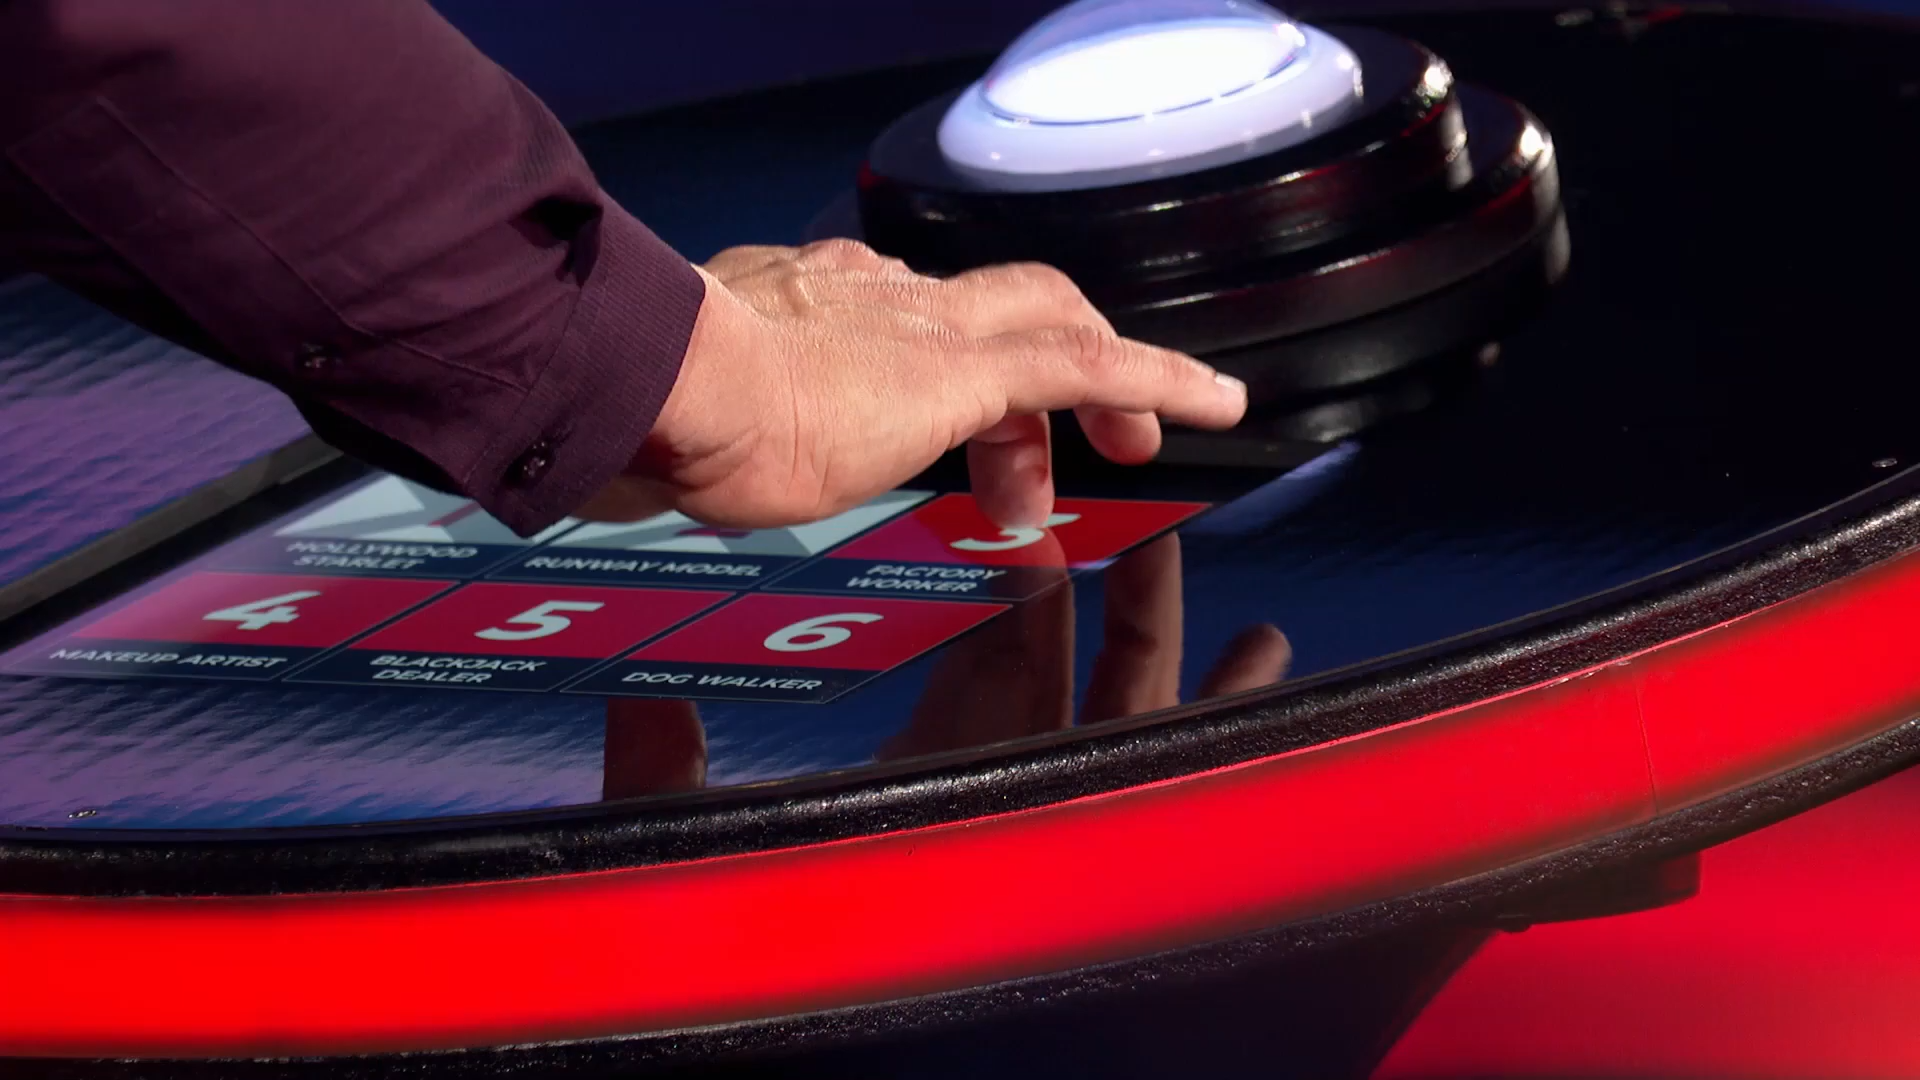 HOLLYWOOD
STARLET
RUNWAY MODEL
3
FACTORY
WORKER
4
MAKEUP ARTIST
5
BLACKJACK
DEALER
6
DOG WALKER